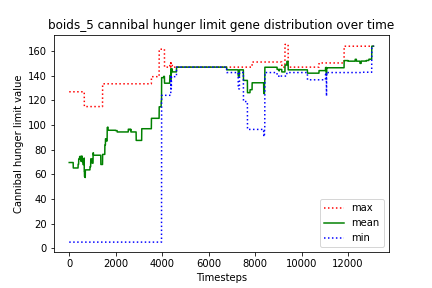 boids_5 cannibal hunger limit gene distribution over time
Cannibal hunger limit value
160
140
120
100
80
60
40
20
0
max
mean
min
0 2000 4000 6000 8000 10000 12000
Timesteps